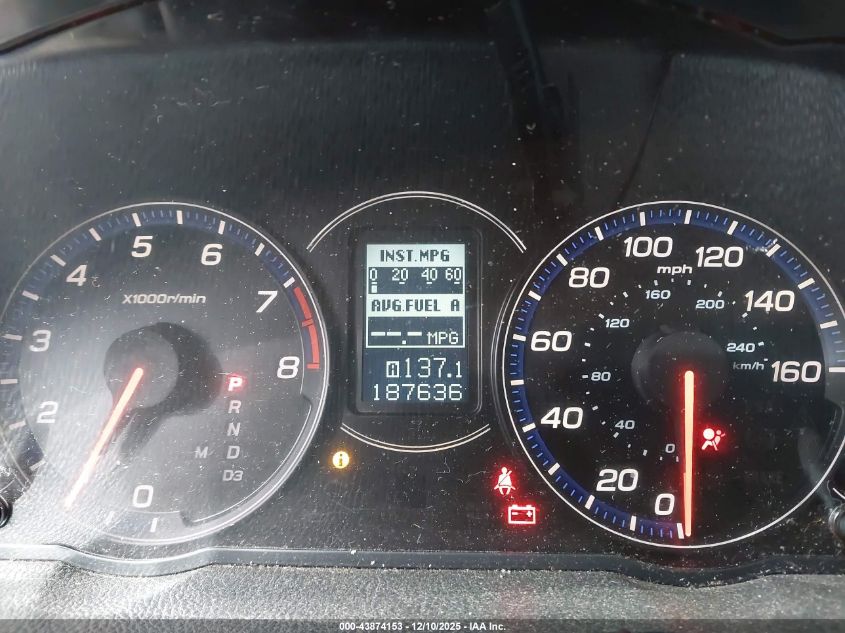 5
4
6
X1000r/min
7
3
8
2
P
R
N
M
D
D3
0
INST.MPG
0 20 40 60
AVG.FUEL A
--.- MPG
A137.1
187636
100
120
mph
80
160
200
140
120
60
240
km/h
160
80
40
40
0
20
0
000-43874153 – 12/10/2025 – IAA Inc.